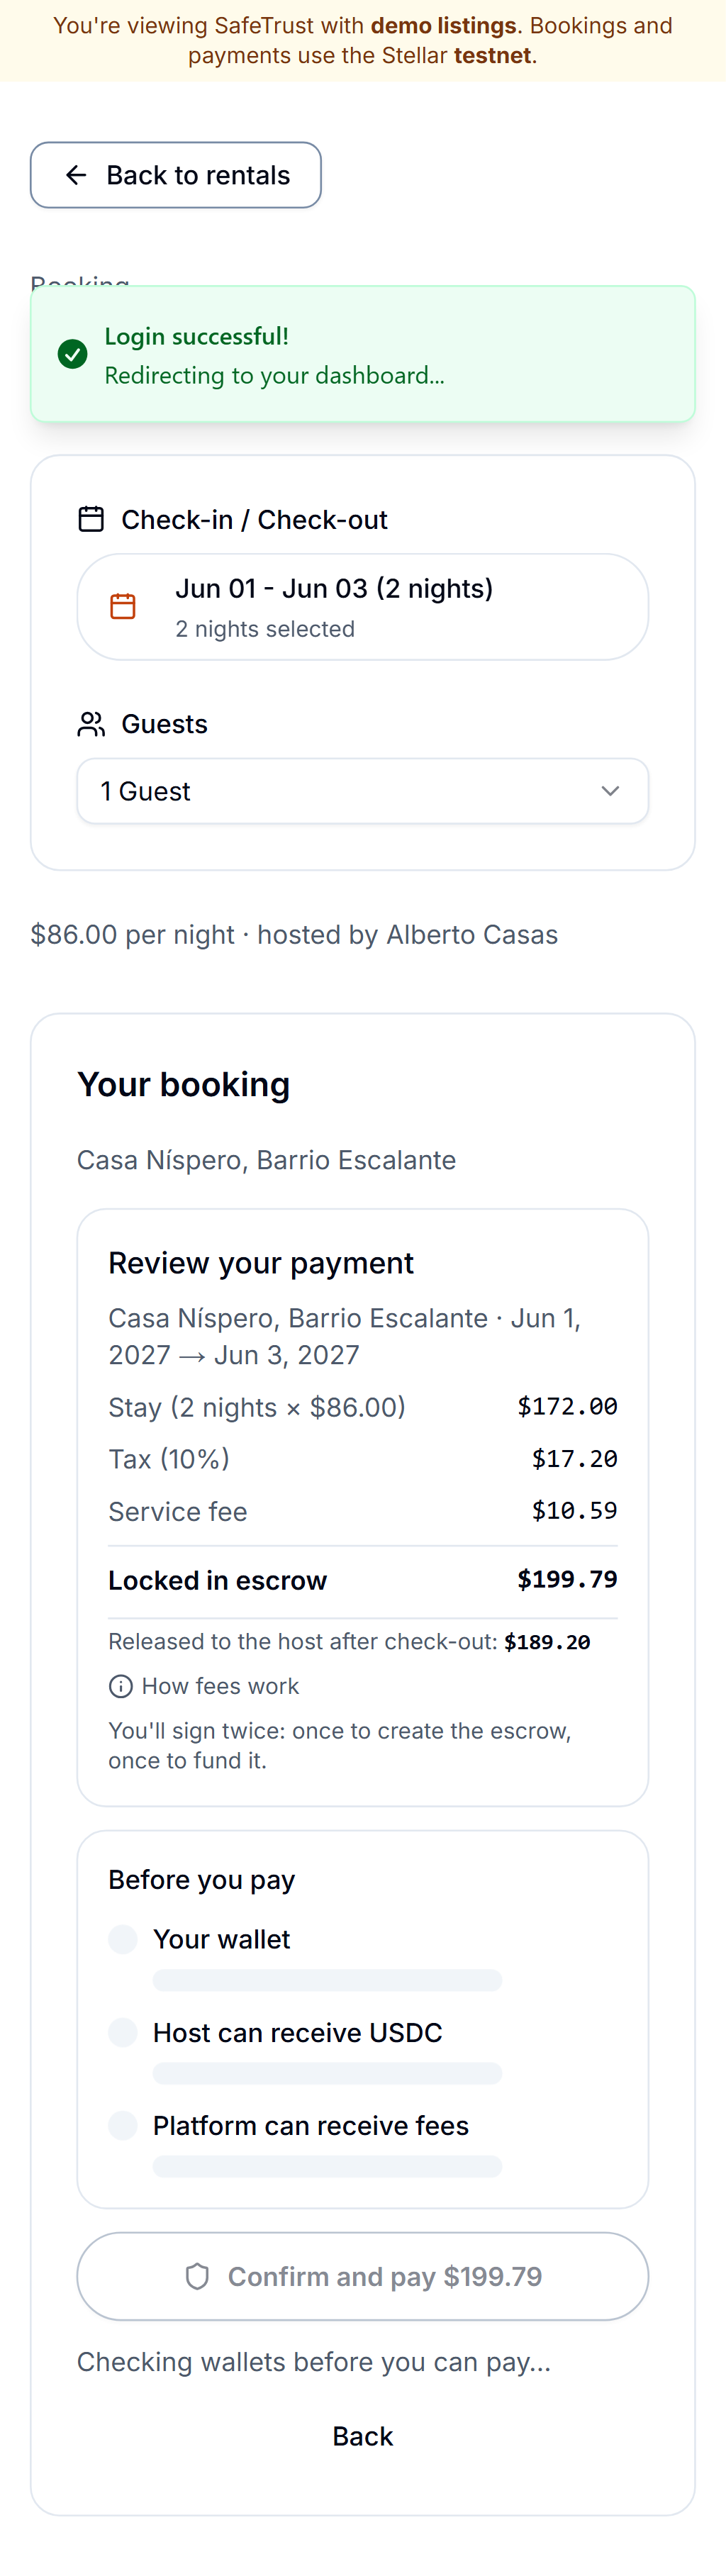 You're viewing SafeTrust with demo listings. Bookings and
payments use the Stellar testnet.
Back to rentals
Booking
Login successful!
Redirecting to your dashboard...
Check-in / Check-out
Jun 01 - Jun 03 (2 nights)
2 nights selected
Guests
1 Guest
$86.00 per night · hosted by Alberto Casas
Your booking
Casa Níspero, Barrio Escalante
Review your payment
Casa Níspero, Barrio Escalante · Jun 1,
2027 → Jun 3, 2027
Stay (2 nights × $86.00) $172.00
Tax (10%) $17.20
Service fee $10.59
Locked in escrow $199.79
Released to the host after check-out: $189.20
How fees work
You'll sign twice: once to create the escrow,
once to fund it.
Before you pay
Your wallet
Host can receive USDC
Platform can receive fees
Confirm and pay $199.79
Checking wallets before you can pay...
Back